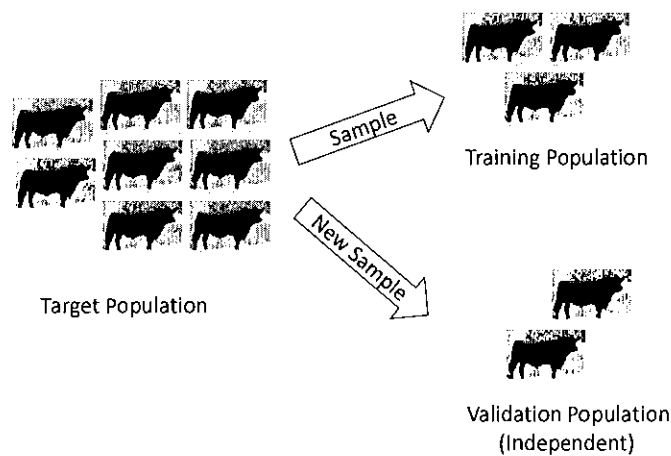 Sample
Training Population
New Sample
Target Population
Validation Population
(Independent)